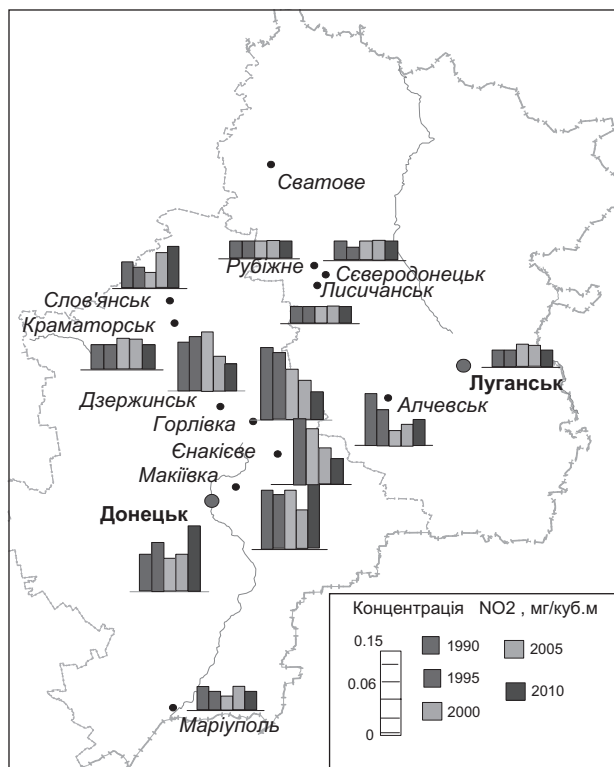 Сватове
Рубіжне
Сєверодонецьк
Лисичанськ
Слов'янськ
Краматорськ
Луганськ
Дзержинськ
Алчевськ
Горлівка
Єнакієве
Макіївка
Донецьк
Маріуполь
Концентрація NO2 , мг/куб.м
0.15
0.06
0
1990
1995
2000
2005
2010